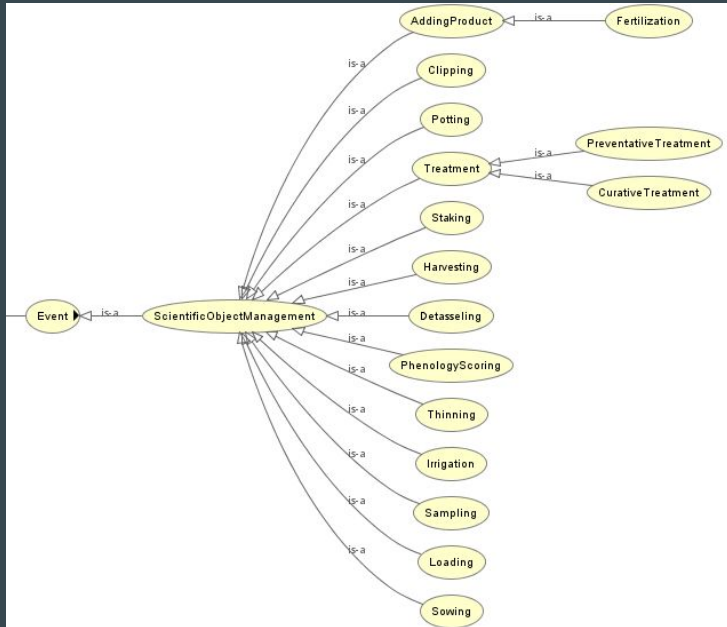 AddingProduct
is-a
Fertilization
is-a
Clipping
is-a
Potting
is-a
PreventativeTreatment
is-a
Treatment
is-a
CurativeTreatment
is-a
Staking
is-a
Harvesting
is-a
Event
is-a
ScientificObjectManagement
is-a
Detasseling
is-a
PhenologyScoring
is-a
Thinning
is-a
Irrigation
is-a
Sampling
is-a
Loading
is-a
Sowing